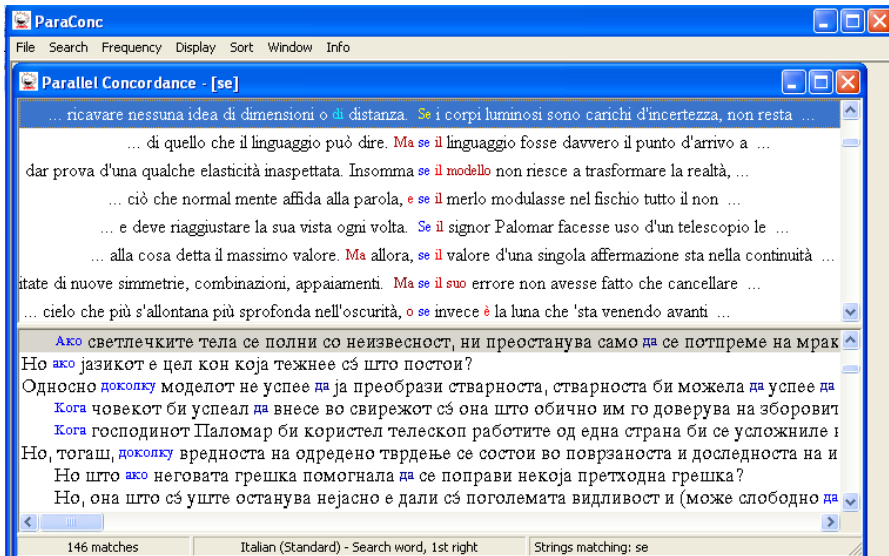 ParaConc
File Search Frequency Display Sort Window Info
Parallel Concordance - [se]
... ricavare nessuna idea di dimensioni o di distanza. Se i corpi luminosi sono carichi d'incertezza, non resta ...
... di quello che il linguaggio può dire. Ma se il linguaggio fosse davvero il punto d'arrivo a ...
dar prova d'una qualche elasticità inaspettata. Insomma se il modello non riesce a trasformare la realtà, ...
... ciò che normal mente affida alla parola, e se il merlo modulasse nel fischio tutto il non ...
... e deve riaggiustare la sua vista ogni volta. Se il signor Palomar facesse uso d'un telescopio le ...
... alla cosa detta il massimo valore. Ma allora, se il valore d'una singola affermazione sta nella continuità ...
itate di nuove simmetrie, combinazioni, appaiamenti. Ma se il suo errore non avesse fatto che cancellare ...
... cielo che più s'allontana più sprofonda nell'oscurità, o se invece è la luna che 'sta venendo avanti ...
Ако светлечките тела се полни со неизвесност, ни преостанува само да се потпреме на мрак
Но ако јазикот е цел кон која тежнее сѐ што постои?
Односно доколку моделот не успее да ја преобрази стварноста, стварноста би можела да успее да
Кога човекот би успеал да внесе во свирежот сѐ она што обично им го доверува на зборовит
Кога господинот Паломар би користел телескоп работите од една страна би се усложниле
Но, тогаш, доколку вредноста на одредено тврдење се состои во поврзаноста и доследноста на и
Но што ако неговата грешка помогнала да се поправи некоја претходна грешка?
Но, она што сѐ уште останува нејасно е дали сѐ поголемата видливост и (може слободно да
146 matches Italian (Standard) - Search word, 1st right Strings matching: se